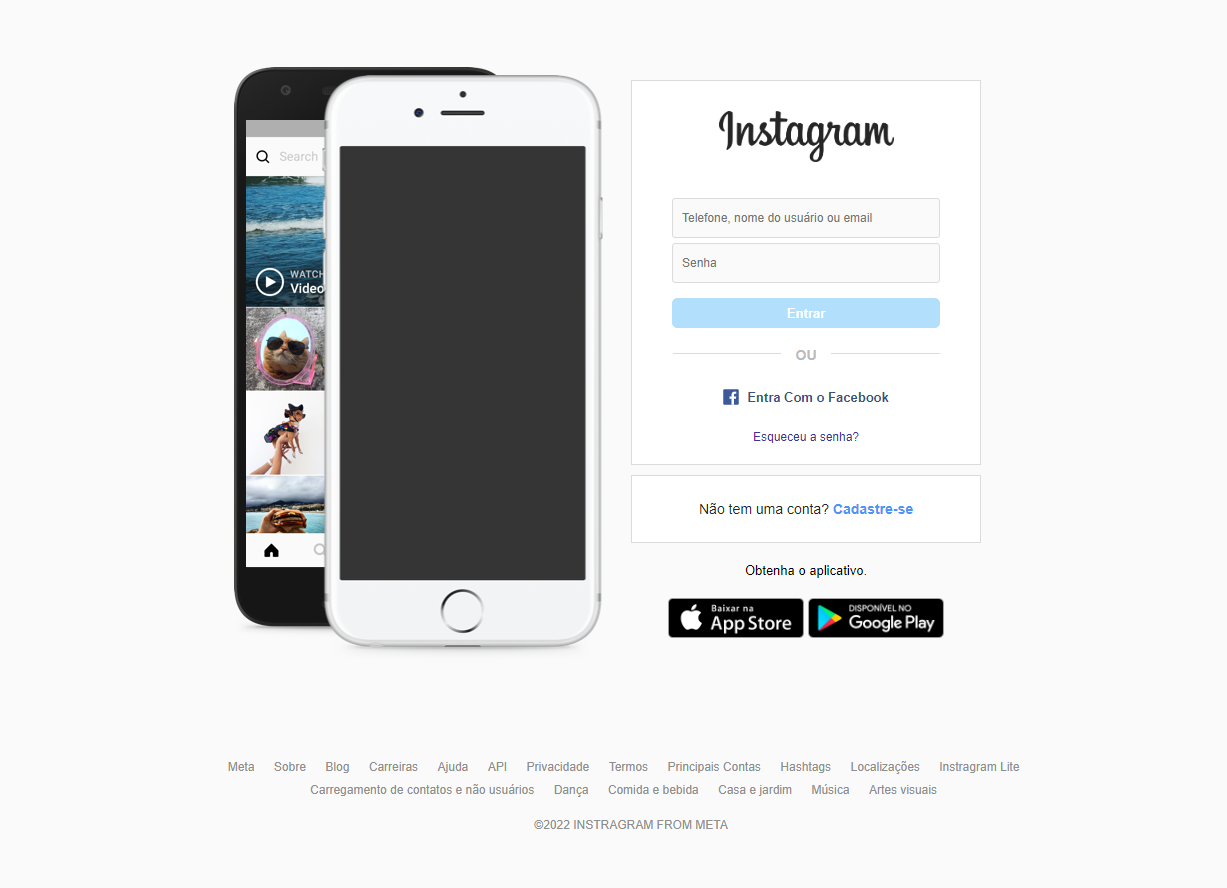 Search
WATCH
Video
Instagram
Telefone, nome do usuário ou email
Senha
Entrar
OU
Entra Com o Facebook
Esqueceu a senha?
Não tem uma conta? Cadastre-se
Obtenha o aplicativo.
Baixar na
App Store
DISPONÍVEL NO
Google Play
Meta Sobre Blog Carreiras Ajuda API Privacidade Termos Principais Contas Hashtags Localizações Instragram Lite
Carregamento de contatos e não usuários Dança Comida e bebida Casa e jardim Música Artes visuais
©2022 INSTRAGRAM FROM META